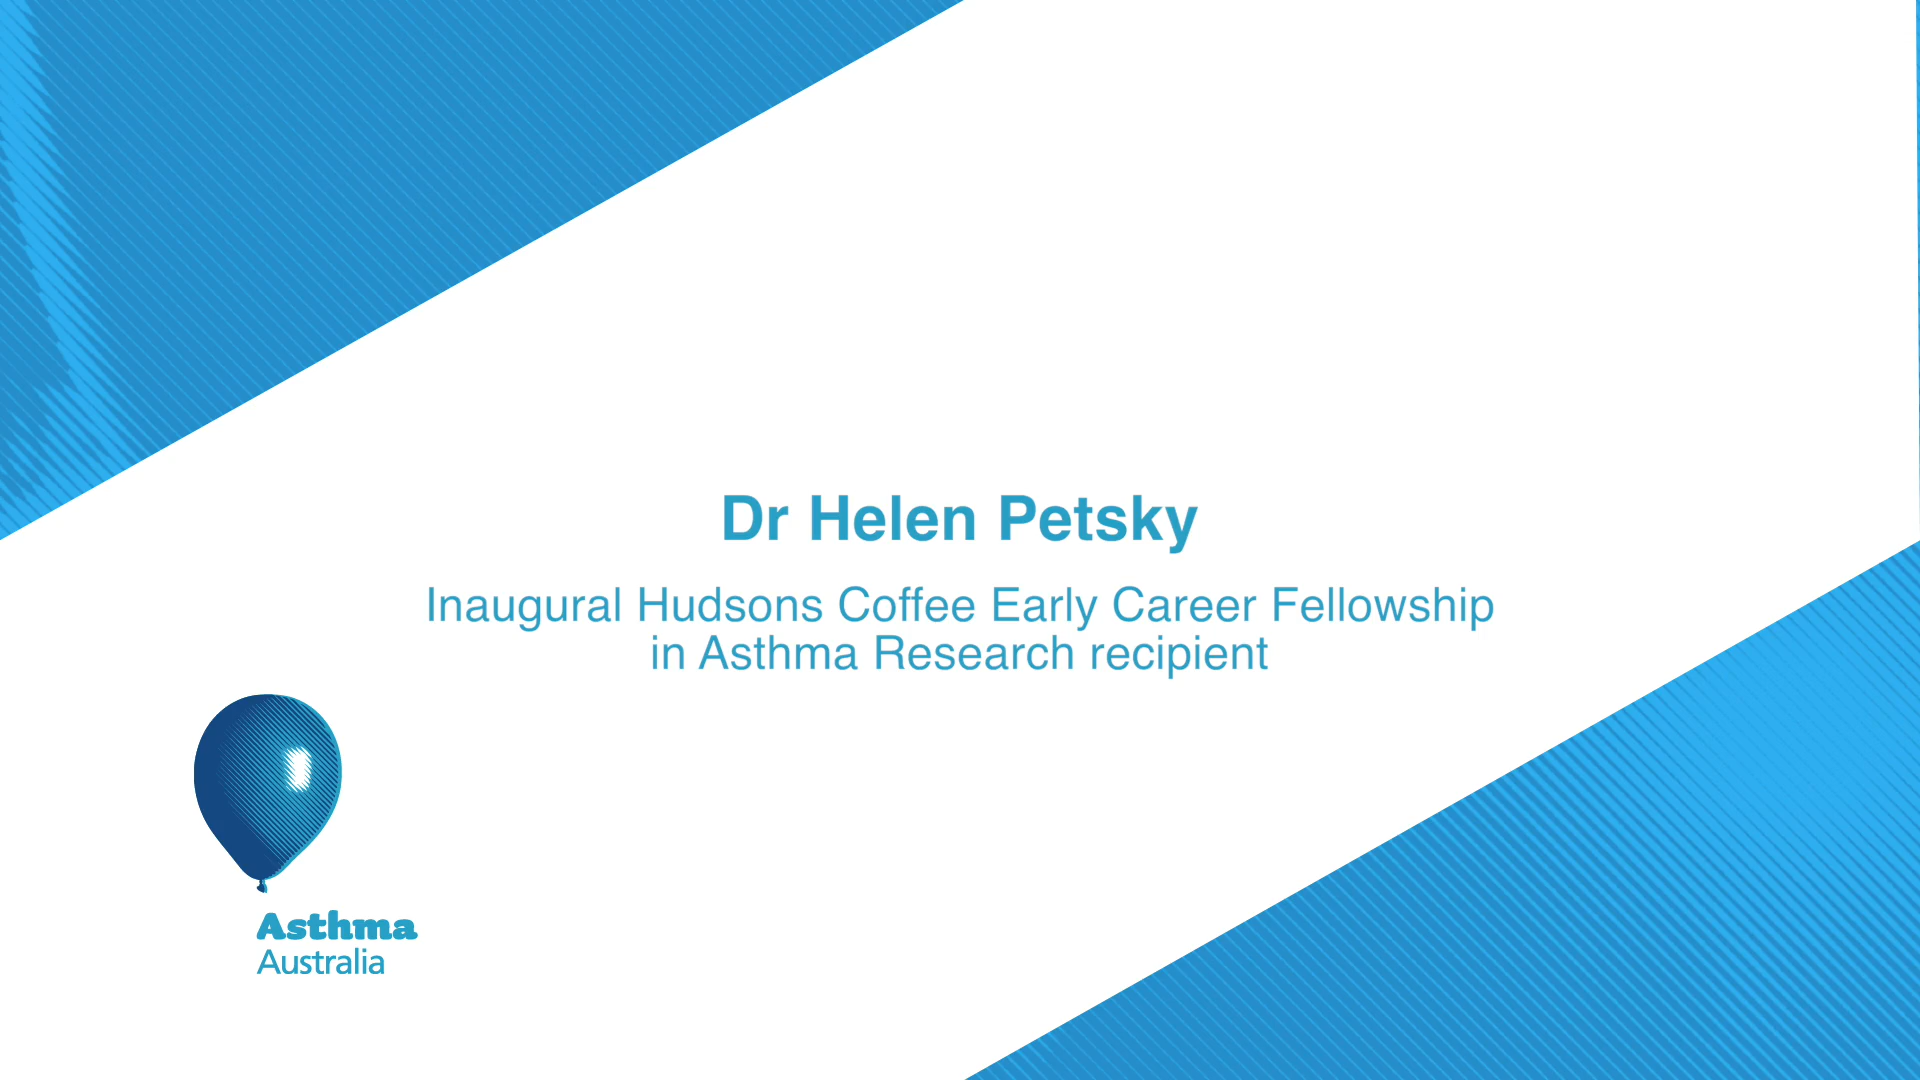 Dr Helen Petsky
Inaugural Hudsons Coffee Early Career Fellowship
in Asthma Research recipient
Asthma
Australia